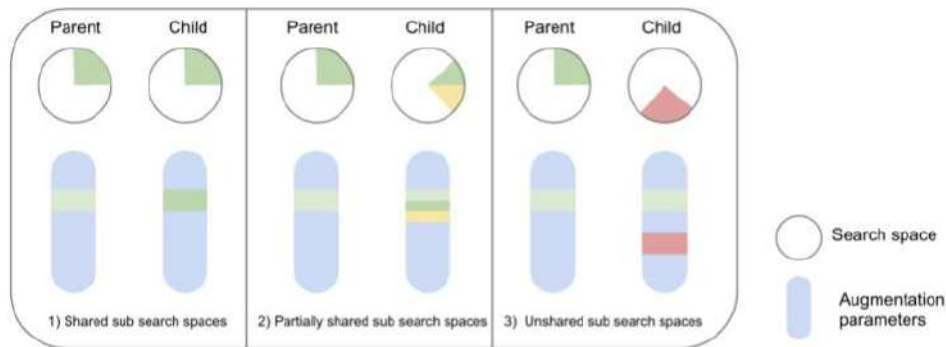 Parent Child Parent Child Parent Child
Search space
Augmentation
parameters
1) Shared sub search spaces 2) Partially shared sub search spaces 3) Unshared sub search spaces